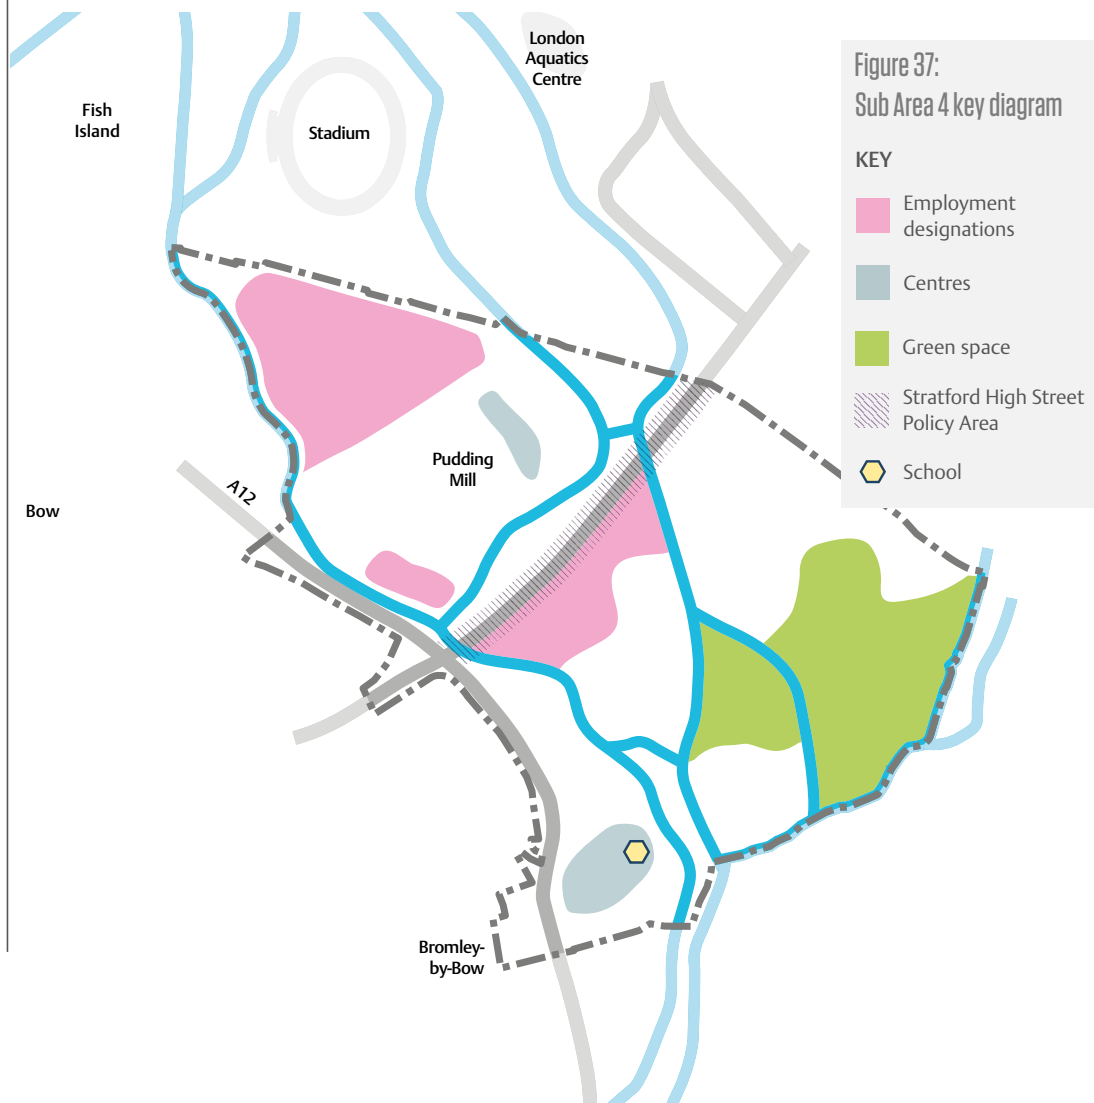 London
Aquatics
Centre
Fish
Island
Stadium
Figure 37:
Sub Area 4 key diagram
KEY
Employment
designations
Centres
Green space
Stratford High Street
Policy Area
School
Pudding
Mill
A12
Bow
Bromley-
by-Bow